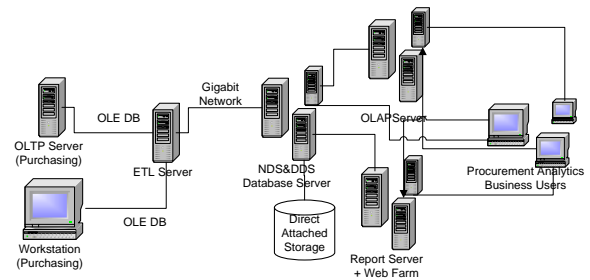 Gigabit
Network
OLE DB
OLAPServer
OLTP Server
(Purchasing)
ETL Server
NDS&DDS
Database Server
Procurement Analytics
Business Users
OLE DB
Direct
Attached
Storage
Workstation
(Purchasing)
Report Server
+ Web Farm